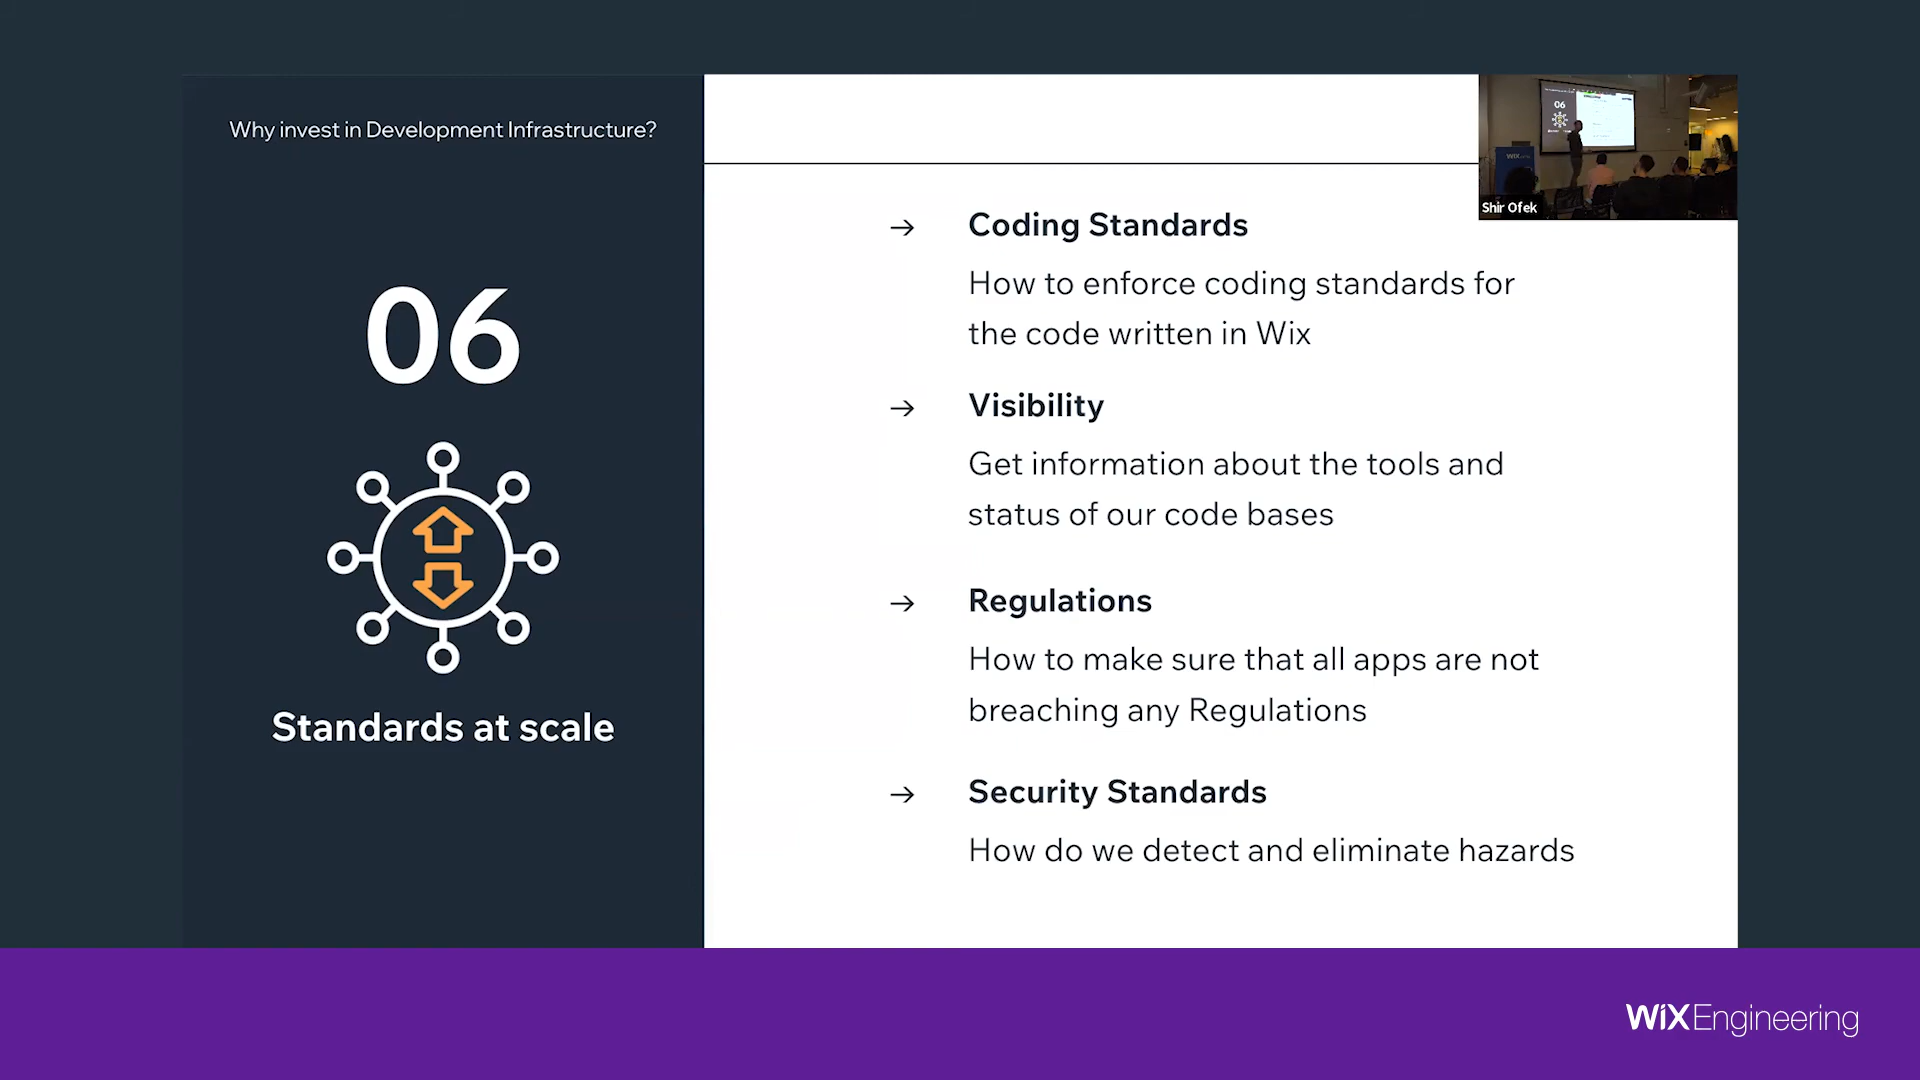 Why invest in Development Infrastructure?
06
Standards at scale
→ Coding Standards
How to enforce coding standards for
the code written in Wix
→ Visibility
Get information about the tools and
status of our code bases
→ Regulations
How to make sure that all apps are not
breaching any Regulations
→ Security Standards
How do we detect and eliminate hazards
06
WIX
Shir Ofek
WiX Engineering